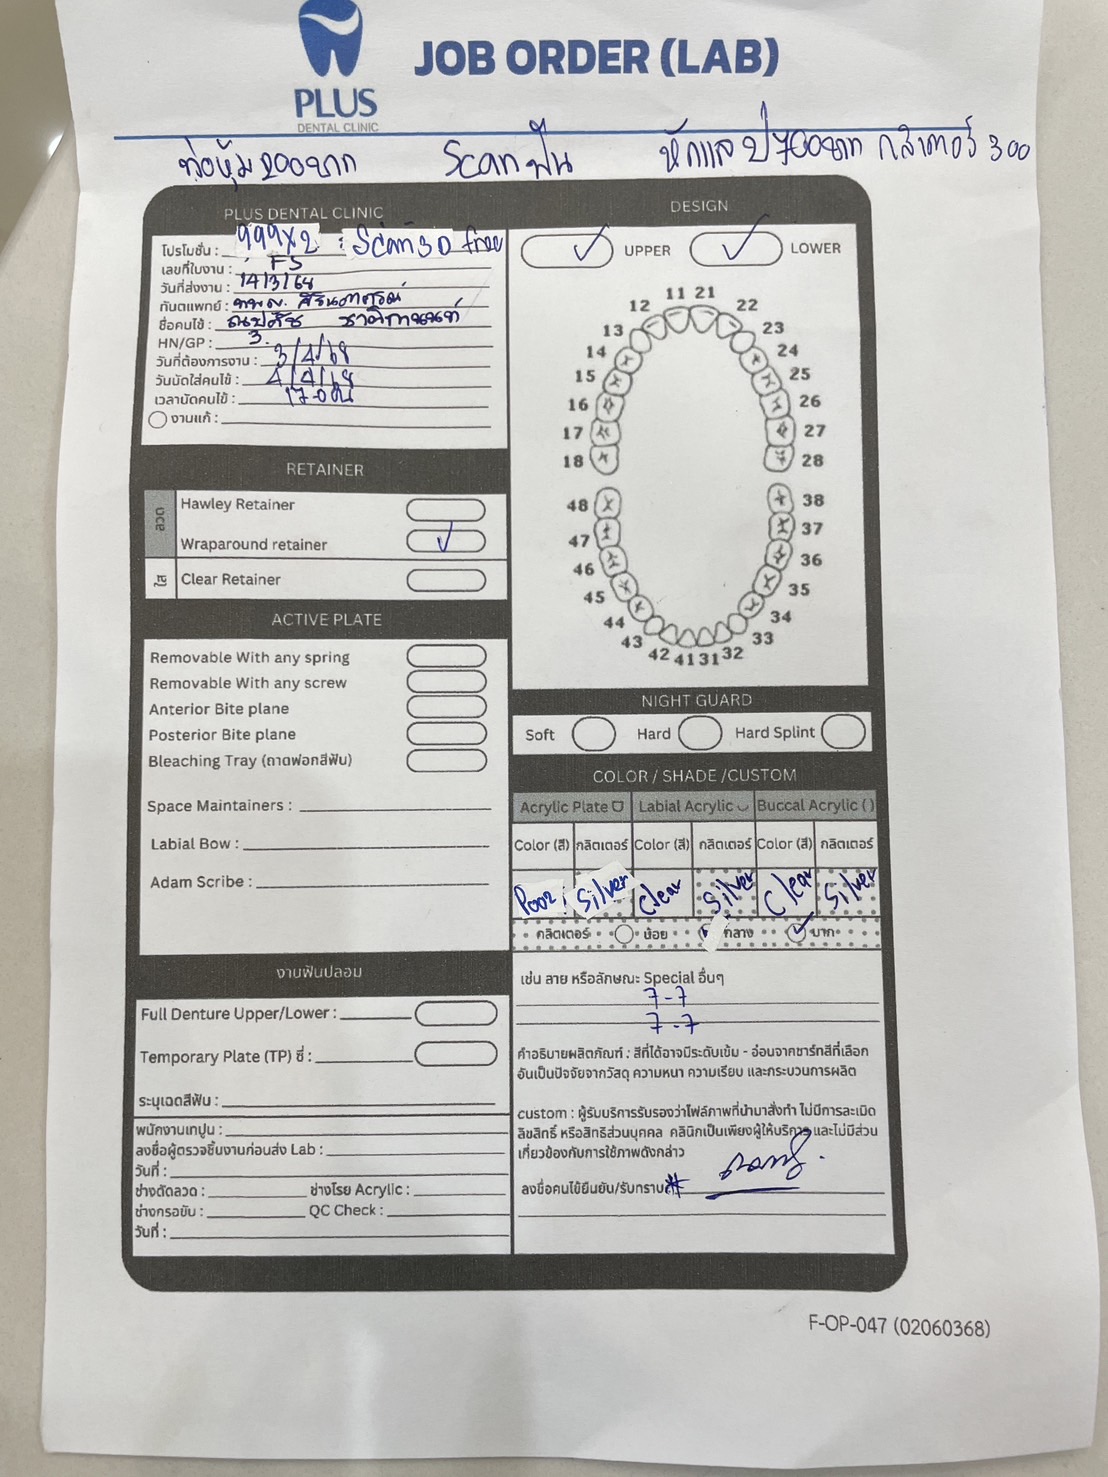 JOB ORDER (LAB)
PLUS
DENTAL CLINIC
ท่อหุ้ม 200บาท Scan ฟัน หักแลป 700บาท กลิตเตอร์ 300
PLUS DENTAL CLINIC
โปรโมชั่น : 999x2 : Scan3D free
เลขที่ใบงาน : F5
วันที่ส่งงาน : 14/3/68
ทันตแพทย์ : ทพญ.
ชื่อคนไข้ :
HN/GP : 3.
วันที่ต้องการงาน : 3/4/68
วันนัดใส่คนไข้ : 4/4/68
เวลานัดคนไข้ : 17.00น
งานแก้ :
RETAINER
ลวด
Hawley Retainer
Wraparound retainer
ใส
Clear Retainer
ACTIVE PLATE
Removable With any spring
Removable With any screw
Anterior Bite plane
Posterior Bite plane
Bleaching Tray (ถาดฟอกสีฟัน)
Space Maintainers :
Labial Bow :
Adam Scribe :
งานฟันปลอม
Full Denture Upper/Lower :
Temporary Plate (TP) ซี่ :
ระบุเฉดสีฟัน :
พนักงานเทปูน :
ลงชื่อผู้ตรวจชิ้นงานก่อนส่ง Lab :
วันที่ :
ช่างดัดลวด : ช่างโรย Acrylic :
ช่างกรอขับ : QC Check :
วันที่ :
DESIGN
UPPER LOWER
11 21
12 22
13 23
14 24
15 25
16 26
17 27
18 28
48 38
47 37
46 36
45 35
44 34
43 33
42 41 31 32
NIGHT GUARD
Soft Hard Hard Splint
COLOR / SHADE /CUSTOM
Acrylic Plate Labial Acrylic Buccal Acrylic ( )
Color (สี) กลิตเตอร์ Color (สี) กลิตเตอร์ Color (สี) กลิตเตอร์
P002 : Silver Clear Silver Clear Silver
กลิตเตอร์ น้อย กลาง มาก
เช่น ลาย หรือลักษณะ Special อื่นๆ
7-7
7-7
คำอธิบายผลิตภัณฑ์ : สีที่ได้อาจมีระดับเข้ม - อ่อนจากชาร์ทสีที่เลือก
อันเป็นปัจจัยจากวัสดุ ความหนา ความเรียบ และกระบวนการผลิต
custom : ผู้รับบริการรับรองว่าไฟล์ภาพที่นำมาสั่งทำ ไม่มีการละเมิด
ลิขสิทธิ์ หรือสิทธิส่วนบุคคล คลินิกเป็นเพียงผู้ให้บริการ และไม่มีส่วน
เกี่ยวข้องกับการใช้ภาพดังกล่าว
ลงชื่อคนไข้ยืนยัน/รับทราบ
F-OP-047 (02060368)